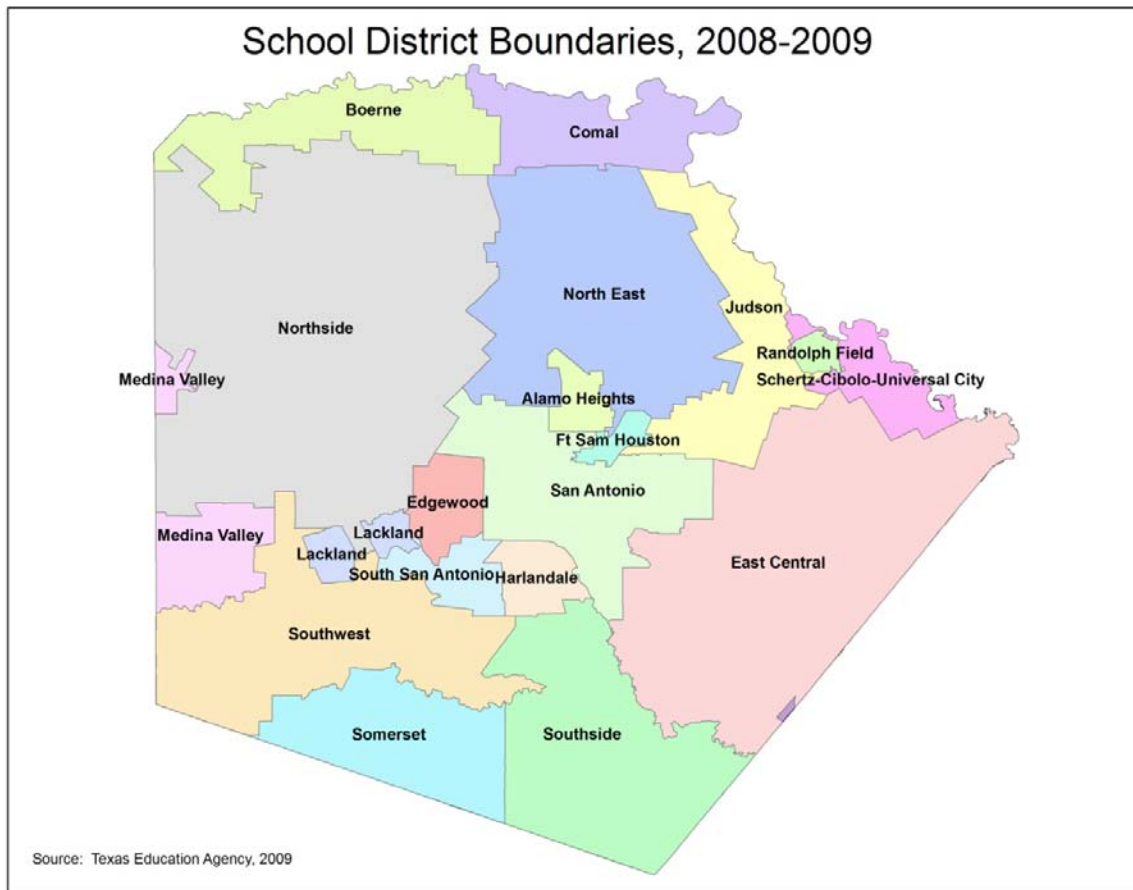 School District Boundaries, 2008-2009
Boerne
Comal
North East
Judson
Northside
Randolph Field
Medina Valley
Schertz-Cibolo-Universal City
Alamo Heights
Ft Sam Houston
San Antonio
Edgewood
Medina Valley
Lackland
Lackland
East Central
South San Antonio
Harlandale
Southwest
Somerset
Southside
Source: Texas Education Agency, 2009